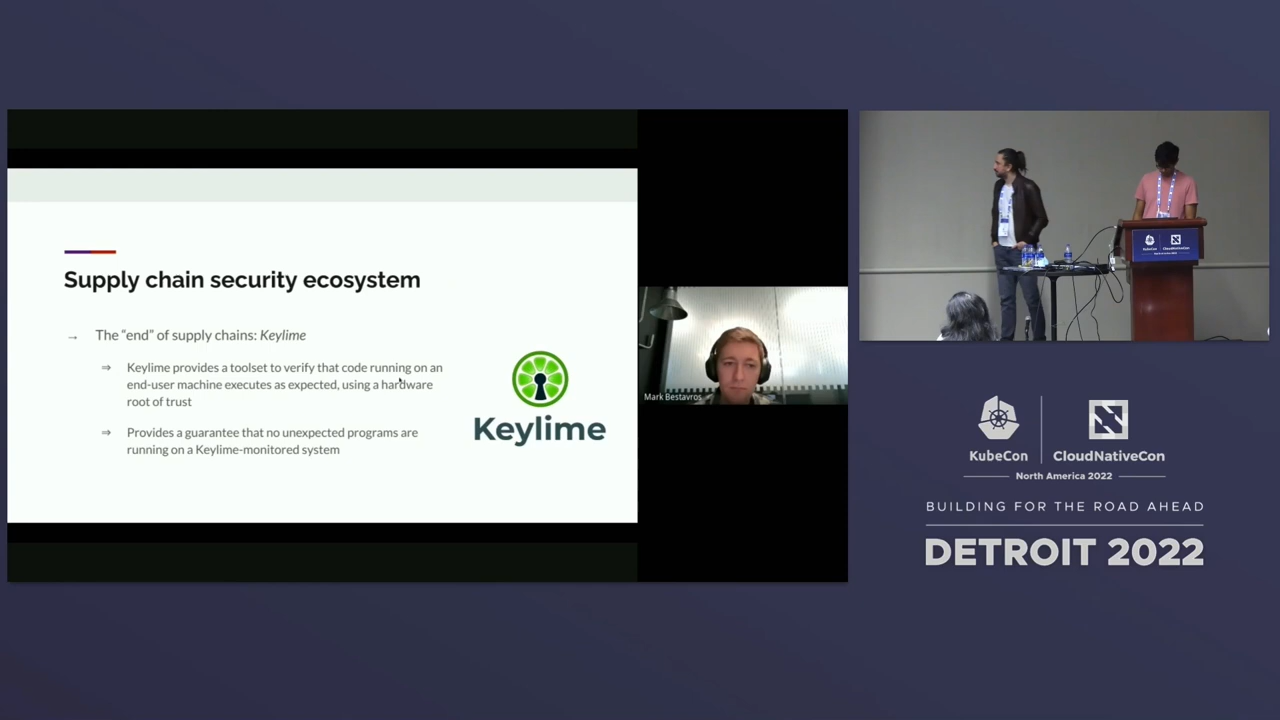 Supply chain security ecosystem
→ The “end” of supply chains: Keylime
⇒ Keylime provides a toolset to verify that code running on an
end-user machine executes as expected, using a hardware
root of trust
⇒ Provides a guarantee that no unexpected programs are
running on a Keylime-monitored system
Keylime
Mark Bestavros
KubeCon
CloudNativeCon
North America 2022
BUILDING FOR THE ROAD AHEAD
DETROIT 2022
KubeCon
CloudNativeCon